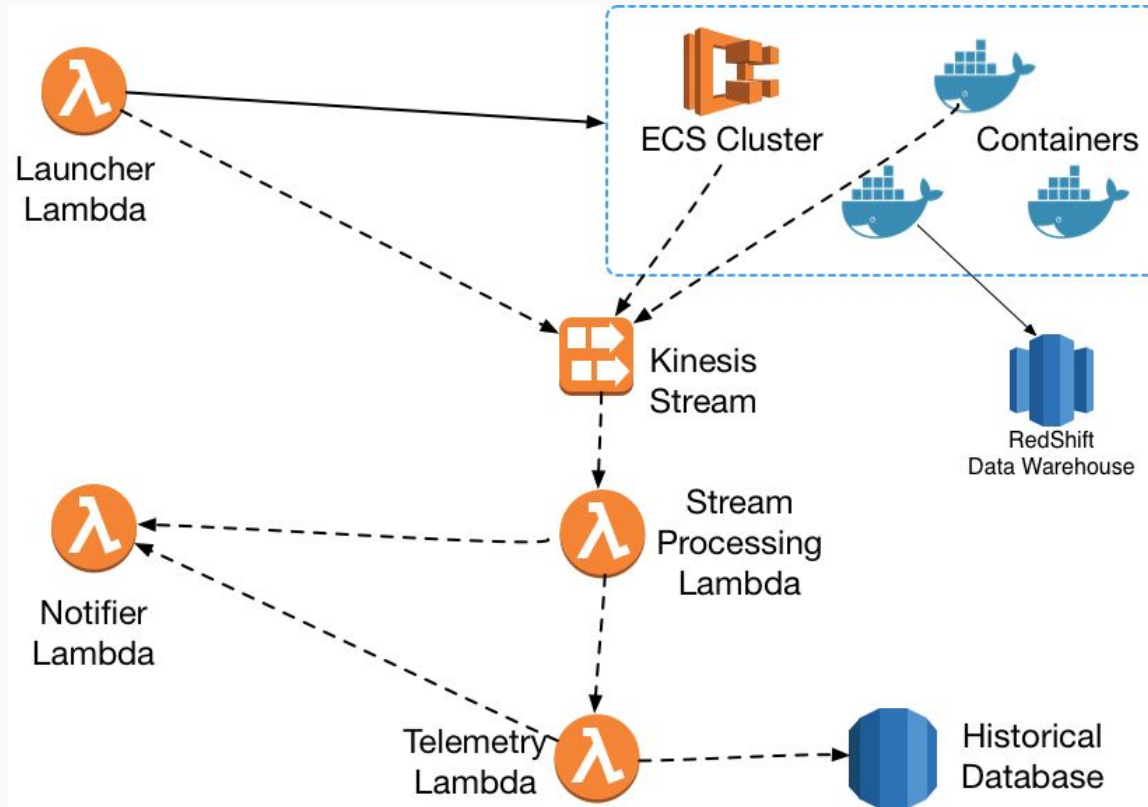 Launcher
Lambda
ECS Cluster
Containers
Kinesis
Stream
RedShift
Data Warehouse
Stream
Processing
Lambda
Notifier
Lambda
Telemetry
Lambda
Historical
Database